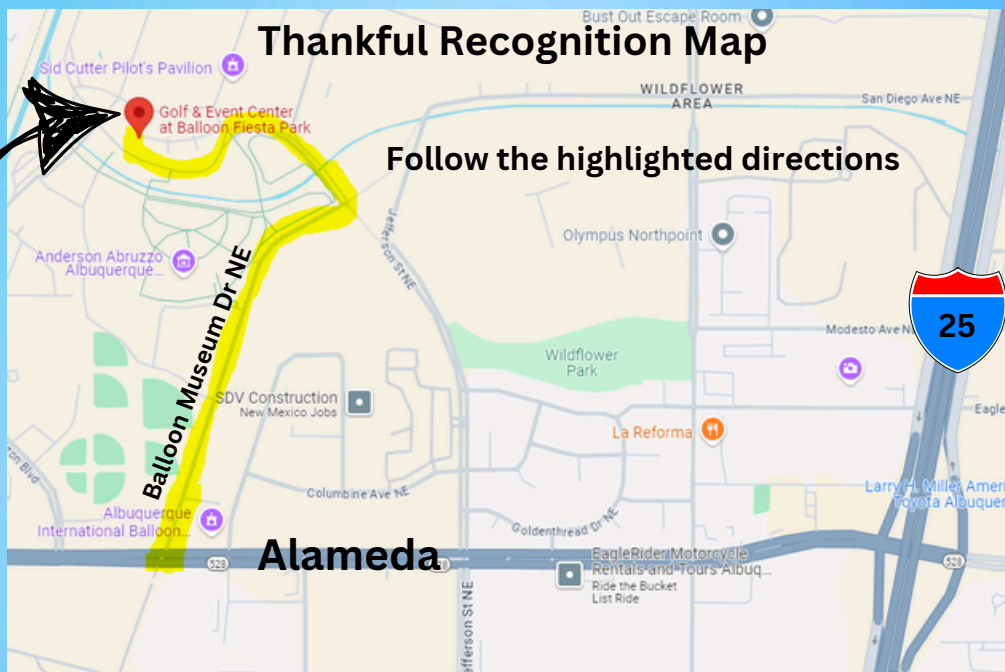 Bust Out Escape Room
Thankful Recognition Map
Sid Cutter Pilot's Pavilion
WILDFLOWER
AREA
San Diego Ave NE
Golf & Event Center
at Balloon Fiesta Park
Follow the highlighted directions
Jefferson St NE
Olympus Northpoint
Anderson Abruzzo
Albuquerque...
Balloon Museum Dr NE
25
Modesto Ave N
Wildflower
Park
SDV Construction
New Mexico Jobs
Eagle
La Reforma
on Blvd
Larry H. Miller Ameri
Toyota Albuquer
Columbine Ave NE
Albuquerque
International Balloon...
Goldenthread Dr NE
Alameda
528
528
EagleRider Motorcycle
Rentals and Tours Albuq...
Ride the Bucket
List Ride
efferson St NE